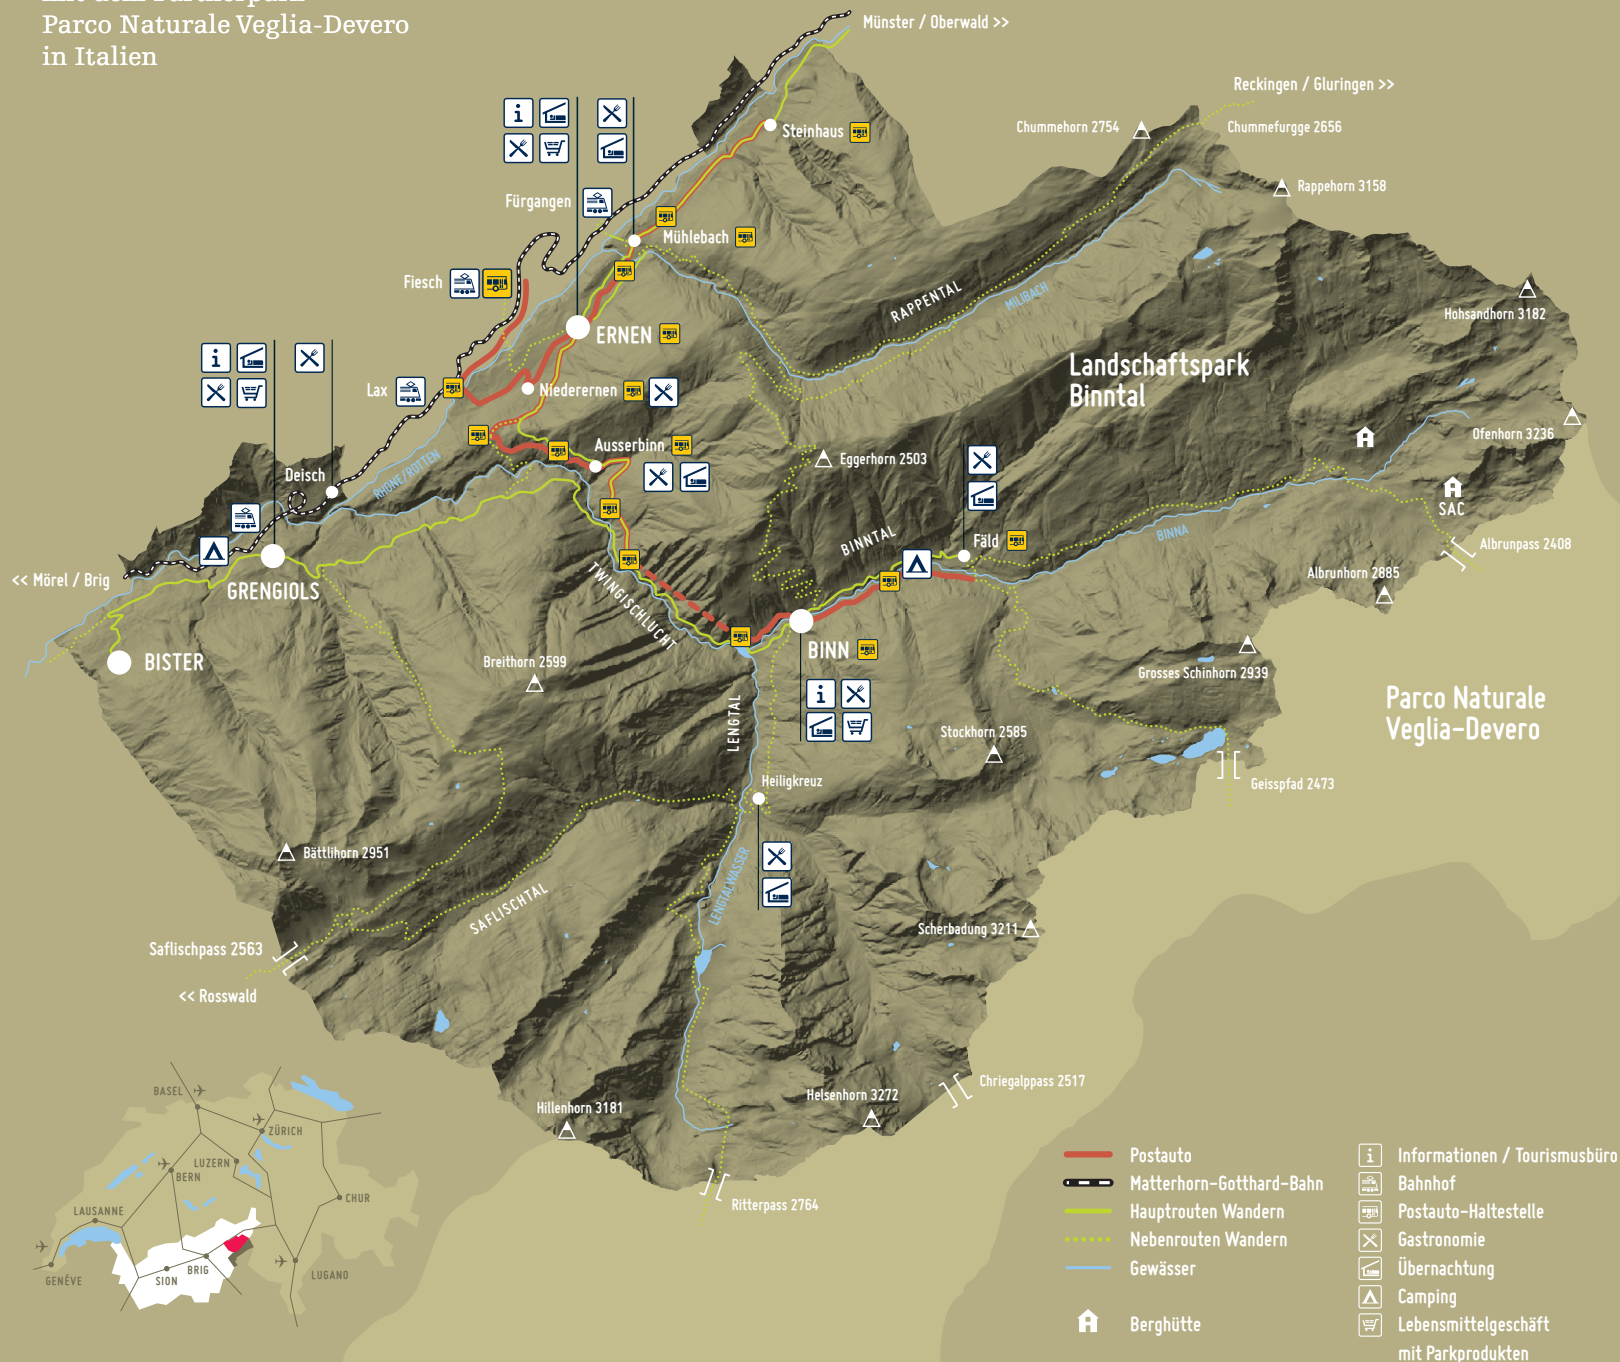 mit dem Partnerpark
Parco Naturale Veglia-Devero
in Italien
Münster / Oberwald >>
Reckingen / Gluringen >>
Chummehorn 2754
Chummefurgge 2656
Steinhaus
Rappehorn 3158
Fürgangen
Mühlebach
Fiesch
RAPPENTAL
MILIBACH
Hohsandhorn 3182
ERNEN
Landschaftspark
Binntal
Lax
Niederernen
Ausserbinn
Eggerhorn 2503
Ofenhorn 3236
Deisch
RHONE/ROTTEN
SAC
BINNTAL
Fäld
BINNA
Albrunpass 2408
<< Mörel / Brig
GRENGIOLS
TWINGISCHLUCHT
Albrunhorn 2885
BISTER
Breithorn 2599
BINN
Grosses Schinhorn 2939
Parco Naturale
Veglia-Devero
LENGTAL
Stockhorn 2585
Heiligkreuz
Geisspfad 2473
Bättlihorn 2951
LENGTALWASSER
SAFLISCHTAL
Scherbadung 3211
Saflischpass 2563
<< Rosswald
Chriegalppass 2517
Helsenhorn 3272
Hillenhorn 3181
Ritterpass 2764
BASEL
ZÜRICH
LUZERN
BERN
CHUR
LAUSANNE
GENÈVE
SION
BRIG
LUGANO
Postauto
Matterhorn-Gotthard-Bahn
Hauptrouten Wandern
Nebenrouten Wandern
Gewässer
Berghütte
Informationen / Tourismusbüro
Bahnhof
Postauto-Haltestelle
Gastronomie
Übernachtung
Camping
Lebensmittelgeschäft
mit Parkprodukten